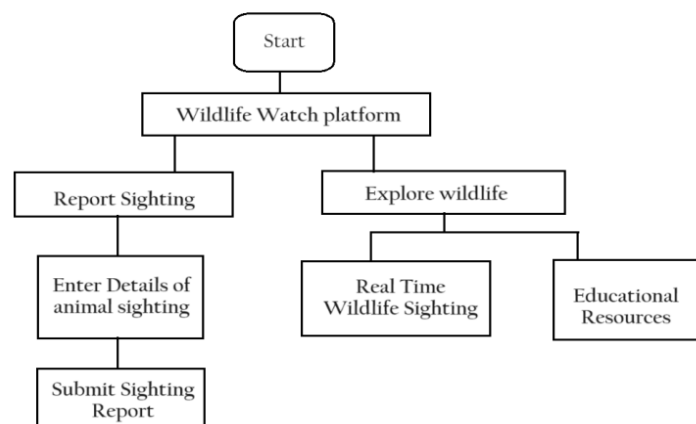 Start
Wildlife Watch platform
Report Sighting
Explore wildlife
Enter Details of
animal sighting
Real Time
Wildlife Sighting
Educational
Resources
Submit Sighting
Report